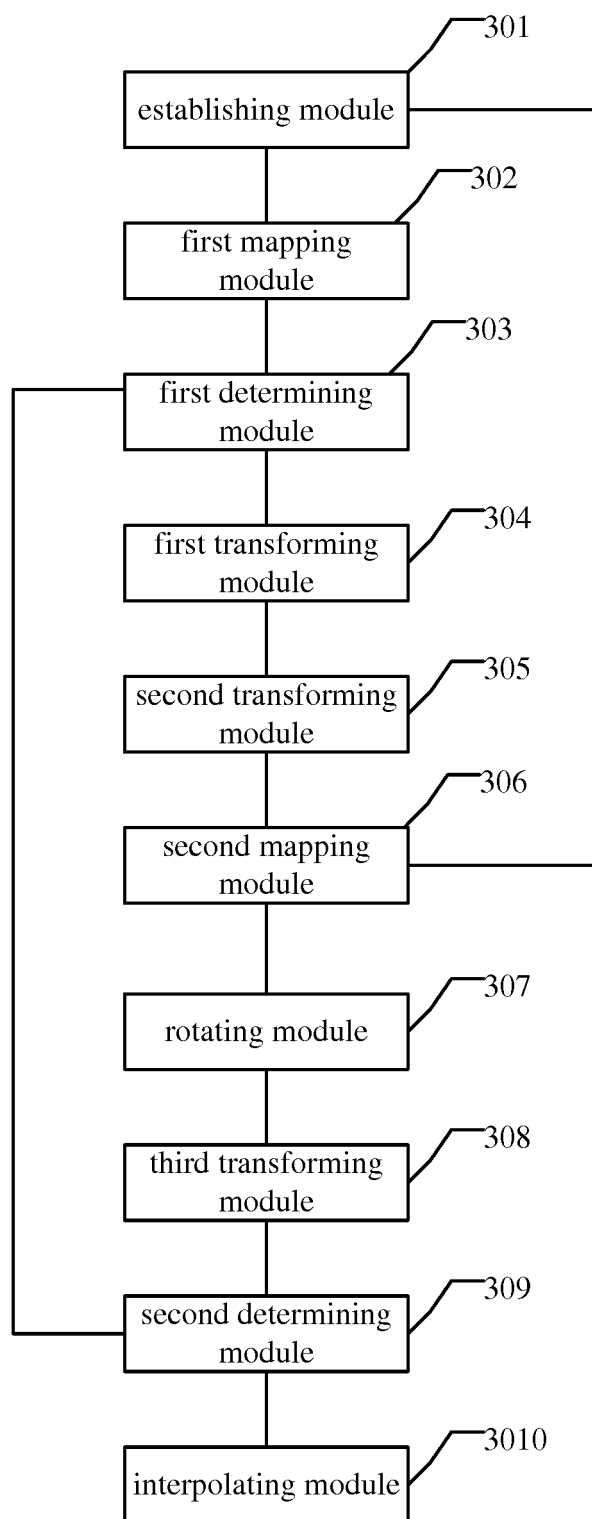 301
establishing module
302
first mapping
module
303
first determining
module
304
first transforming
module
305
second transforming
module
306
second mapping
module
307
rotating module
308
third transforming
module
309
second determining
module
3010
interpolating module